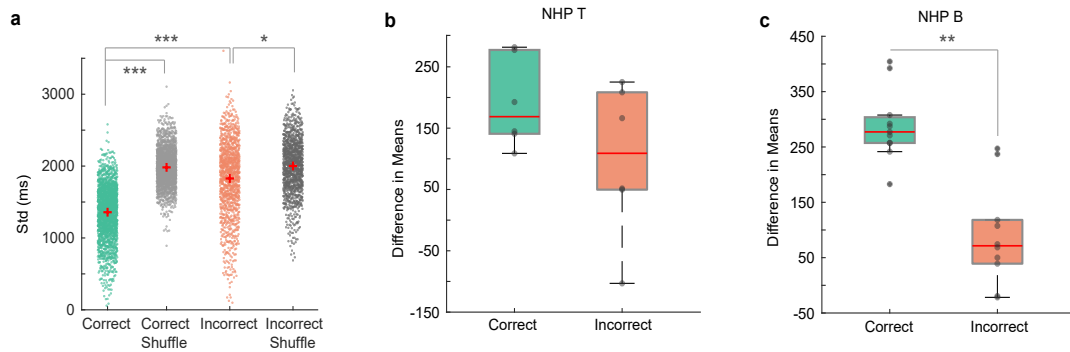 a
***
*
***
Std (ms)
3000
2000
1000
0
Correct
Correct
Shuffle
Incorrect
Incorrect
Shuffle
b
NHP T
Difference in Means
250
150
50
-50
-150
Correct
Incorrect
c
NHP B
**
Difference in Means
450
350
250
150
50
-50
Correct
Incorrect